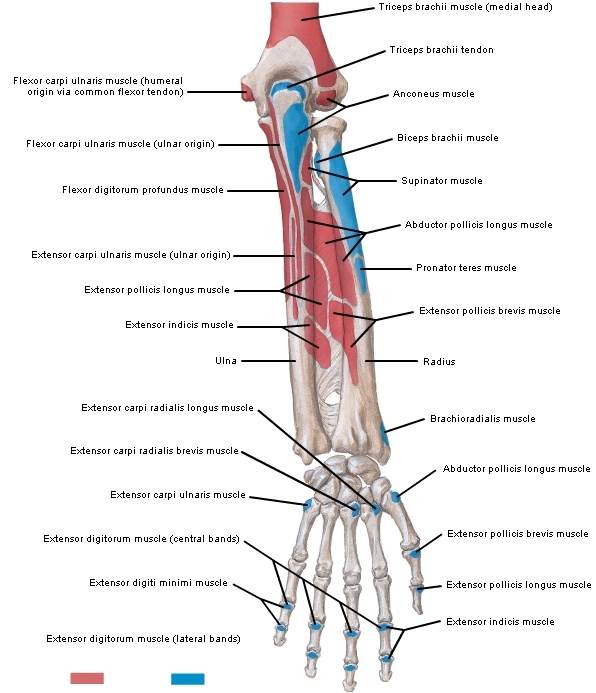 Triceps brachii muscle (medial head)
Triceps brachii tendon
Flexor carpi ulnaris muscle (humeral
origin via common flexor tendon)
Anconeus muscle
Flexor carpi ulnaris muscle (ulnar origin)
Biceps brachii muscle
Supinator muscle
Flexor digitorum profundus muscle
Abductor pollicis longus muscle
Extensor carpi ulnaris muscle (ulnar origin)
Pronator teres muscle
Extensor pollicis longus muscle
Extensor pollicis brevis muscle
Extensor indicis muscle
Ulna
Radius
Extensor carpi radialis longus muscle
Brachioradialis muscle
Extensor carpi radialis brevis muscle
Abductor pollicis longus muscle
Extensor carpi ulnaris muscle
Extensor pollicis brevis muscle
Extensor digitorum muscle (central bands)
Extensor digiti minimi muscle
Extensor pollicis longus muscle
Extensor indicis muscle
Extensor digitorum muscle (lateral bands)